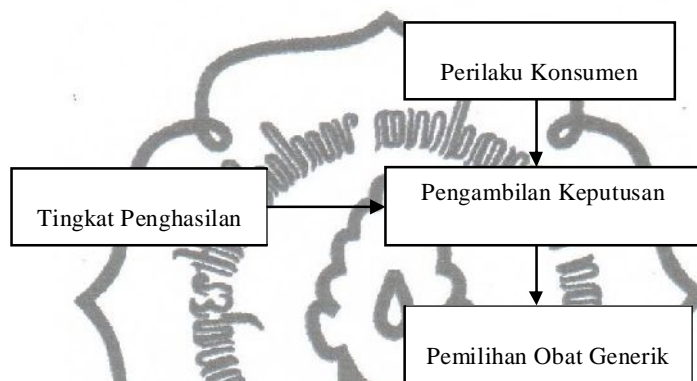 Perilaku Konsumen
Tingkat Penghasilan
Pengambilan Keputusan
Pemilihan Obat Generik